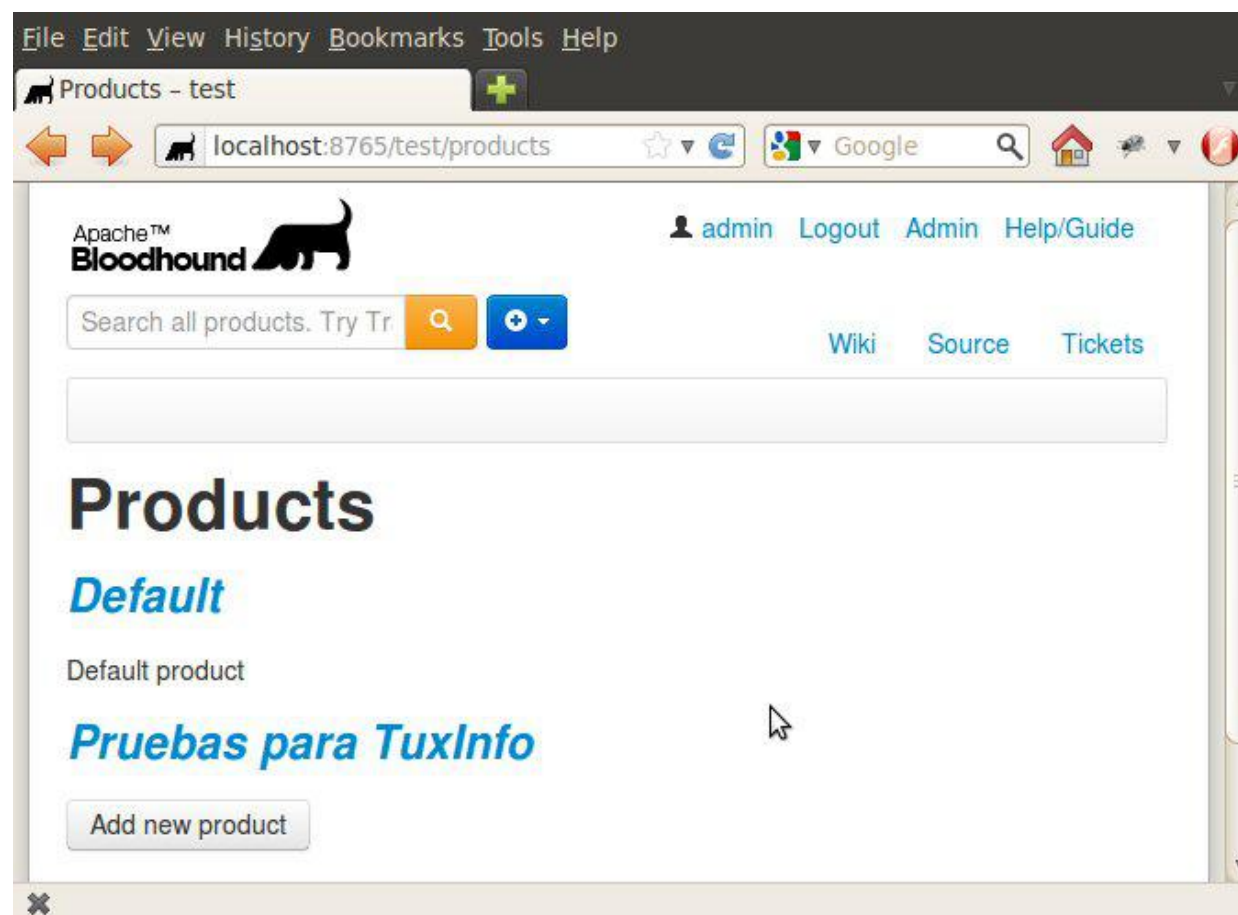 File Edit View History Bookmarks Tools Help
Products – test
localhost:8765/test/products
Google
Apache™
Bloodhound
admin Logout Admin Help/Guide
Search all products. Try Tr
Wiki Source Tickets
Products
Default
Default product
Pruebas para TuxInfo
Add new product